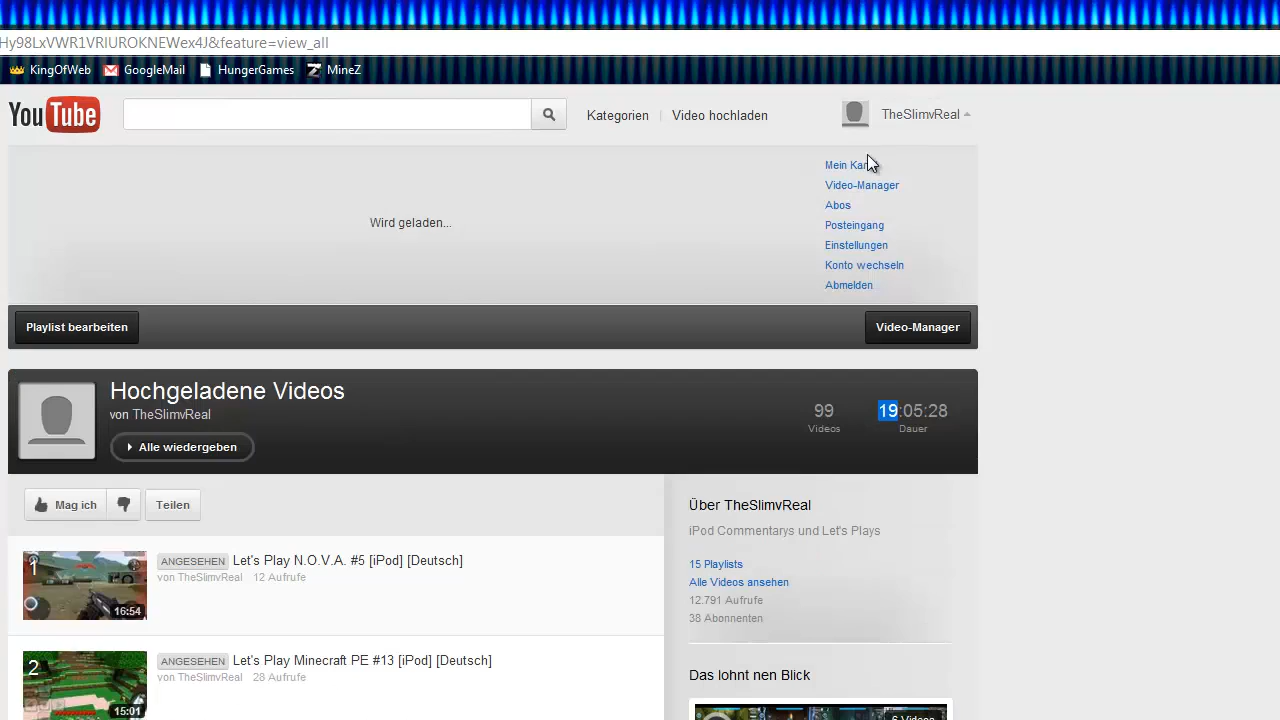 Hy98LxVWR1VRIUROKNEWex4J&feature=view_all
KingOfWeb GoogleMail HungerGames MineZ
YouTube Kategorien Video hochladen TheSlimvReal
Wird geladen...
Video-Manager
Abos
Posteingang
Einstellungen
Konto wechseln
Abmelden
Playlist bearbeiten Video-Manager
Hochgeladene Videos
von TheSlimvReal
Alle wiedergeben
99 19:05:28
Videos Dauer
Mag ich Teilen
Über TheSlimvReal
iPod Commentarys und Let's Plays
15 Playlists
Alle Videos ansehen
12.791 Aufrufe
38 Abonnenten
1 ANGESEHEN Let's Play N.O.V.A. #5 [iPod] [Deutsch]
von TheSlimvReal 12 Aufrufe
16:54
2 ANGESEHEN Let's Play Minecraft PE #13 [iPod] [Deutsch]
von TheSlimvReal 28 Aufrufe
15:01
Das lohnt nen Blick
6 Videos